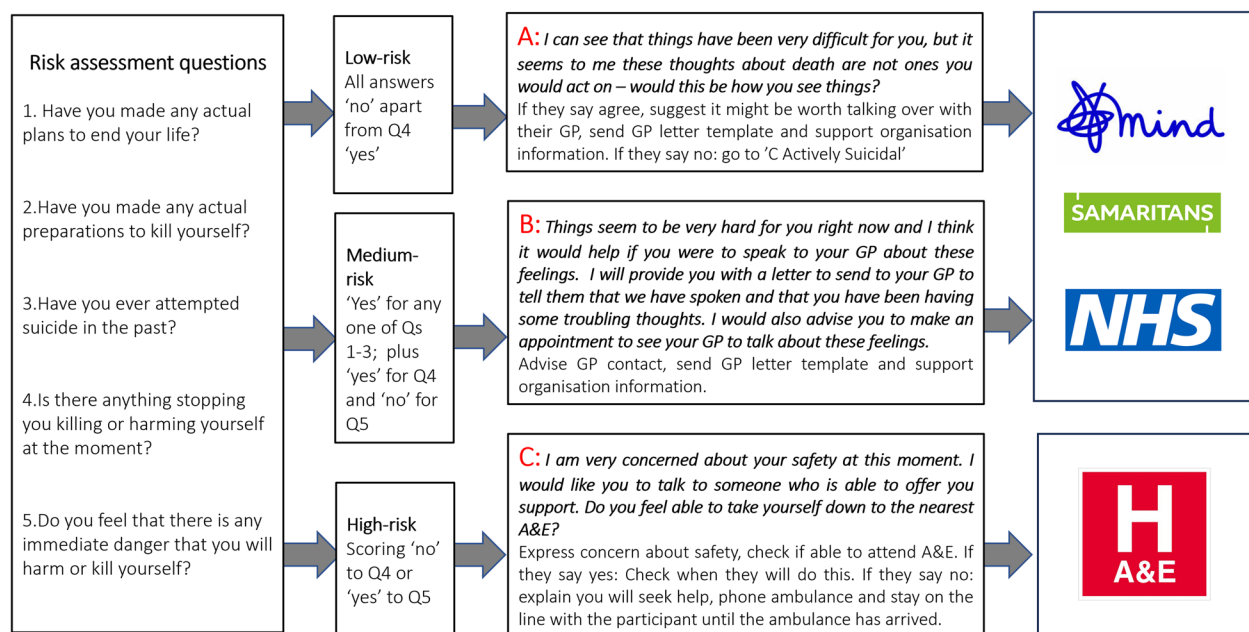 Risk assessment questions
1. Have you made any actual
plans to end your life?
2.Have you made any actual
preparations to kill yourself?
3.Have you ever attempted
suicide in the past?
4.Is there anything stopping
you killing or harming yourself
at the moment?
5.Do you feel that there is any
immediate danger that you will
harm or kill yourself?
Low-risk
All answers
‘no’ apart
from Q4
‘yes’
A: I can see that things have been very difficult for you, but it
seems to me these thoughts about death are not ones you
would act on – would this be how you see things?
If they say agree, suggest it might be worth talking over with
their GP, send GP letter template and support organisation
information. If they say no: go to ’C Actively Suicidal’
Medium-
risk
‘Yes’ for any
one of Qs
1-3; plus
‘yes’ for Q4
and ‘no’ for
Q5
B: Things seem to be very hard for you right now and I think
it would help if you were to speak to your GP about these
feelings. I will provide you with a letter to send to your GP to
tell them that we have spoken and that you have been having
some troubling thoughts. I would also advise you to make an
appointment to see your GP to talk about these feelings.
Advise GP contact, send GP letter template and support
organisation information.
High-risk
Scoring ‘no’
to Q4 or
‘yes’ to Q5
C: I am very concerned about your safety at this moment. I
would like you to talk to someone who is able to offer you
support. Do you feel able to take yourself down to the nearest
A&E?
Express concern about safety, check if able to attend A&E. If
they say yes: Check when they will do this. If they say no:
explain you will seek help, phone ambulance and stay on the
line with the participant until the ambulance has arrived.
mind
SAMARITANS
NHS
H
A&E